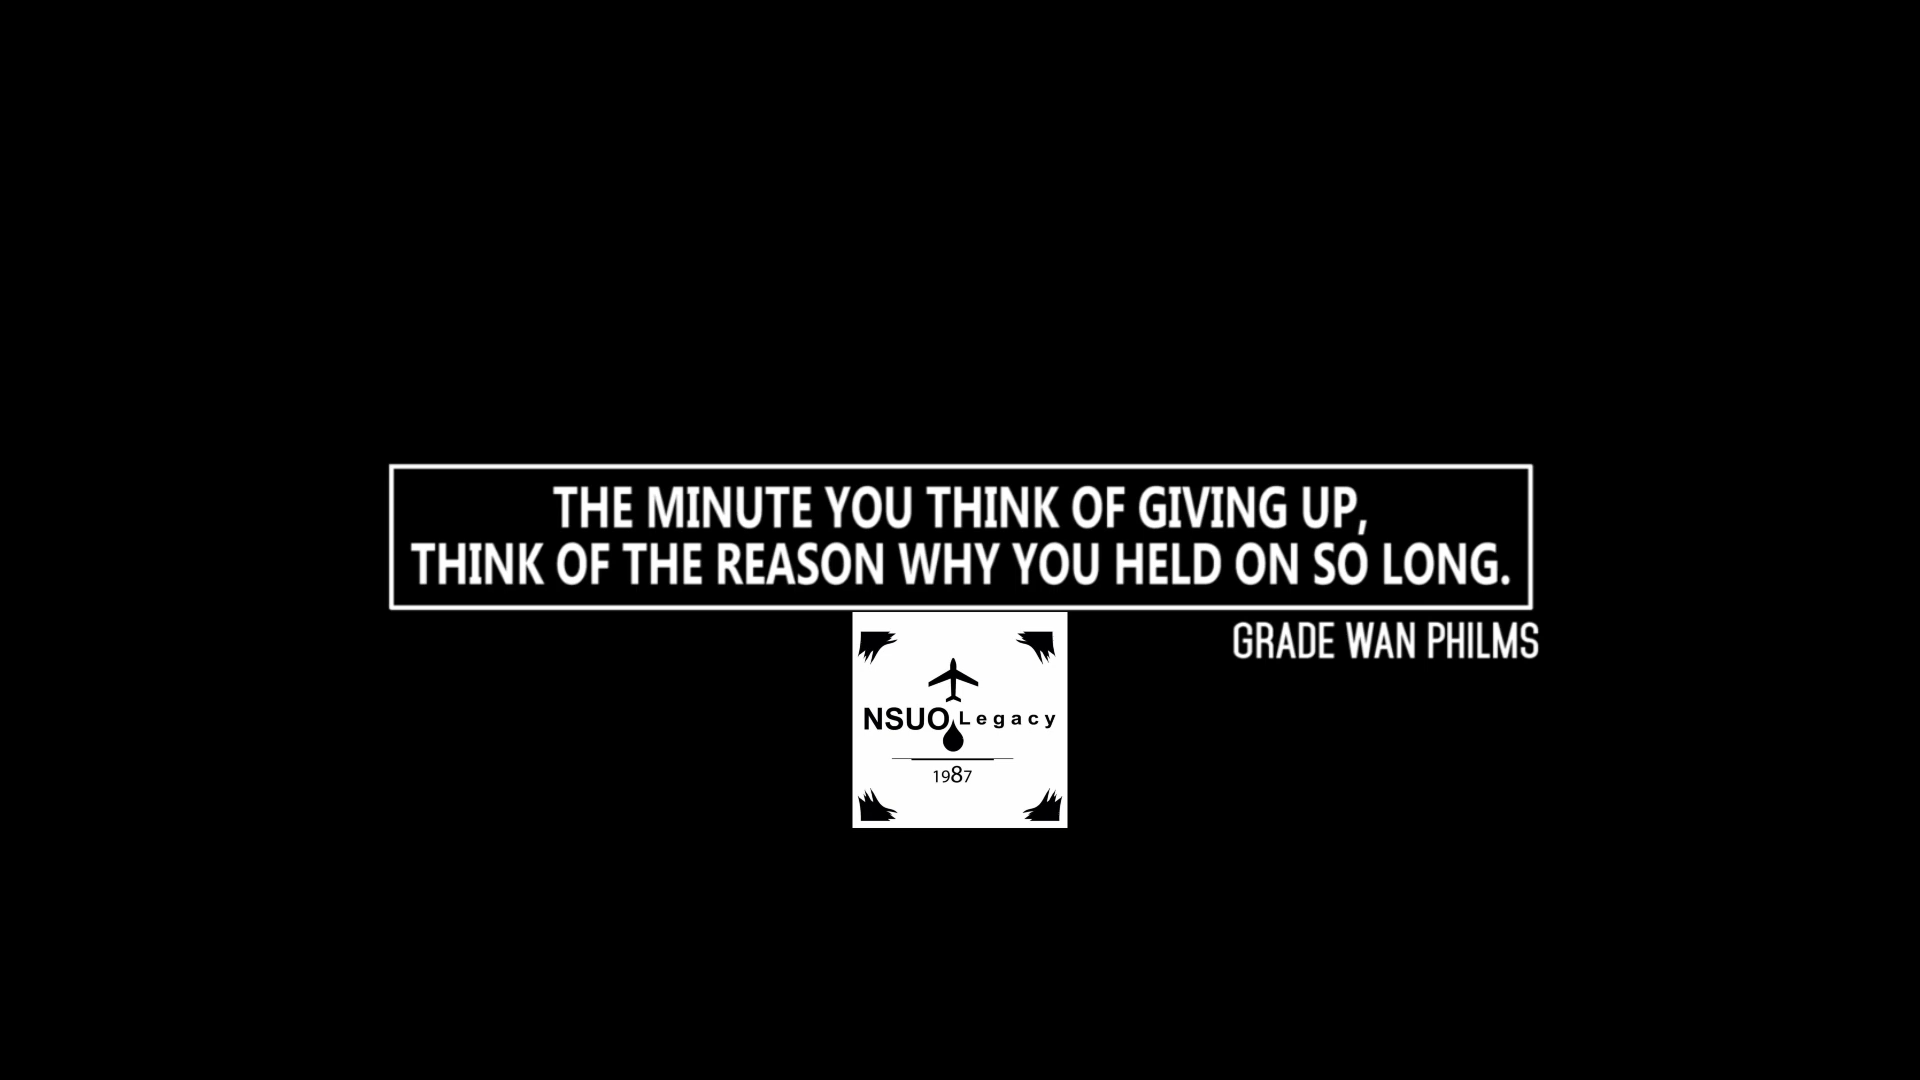 THE MINUTE YOU THINK OF GIVING UP,
THINK OF THE REASON WHY YOU HELD ON SO LONG.
GRADE WAN PHILMS
NSUO Legacy
1987